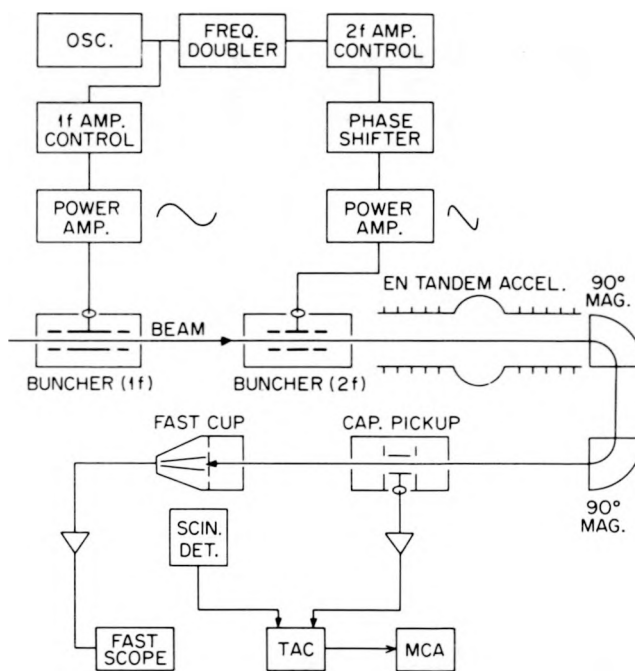 OSC.
FREQ.
DOUBLER
2f AMP.
CONTROL
1f AMP.
CONTROL
PHASE
SHIFTER
POWER
AMP.
POWER
AMP.
EN TANDEM ACCEL.
90°
MAG.
BEAM
BUNCHER (1f)
BUNCHER (2f)
FAST CUP
CAP. PICKUP
90°
MAG.
SCIN.
DET.
FAST
SCOPE
TAC
MCA